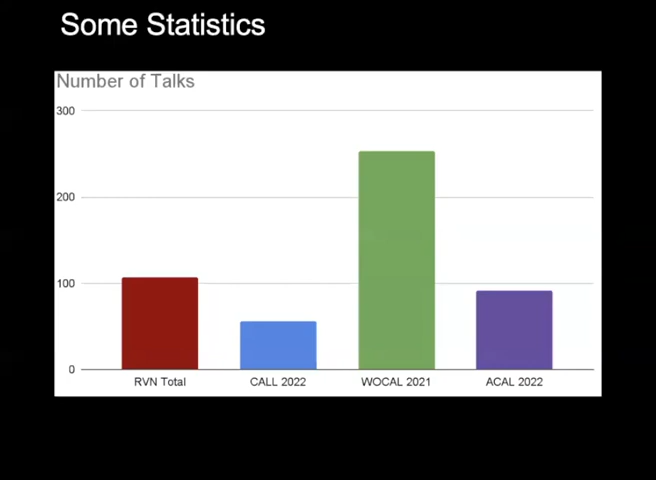 Some Statistics
Number of Talks
300
200
100
0
RVN Total CALL 2022 WOCAL 2021 ACAL 2022